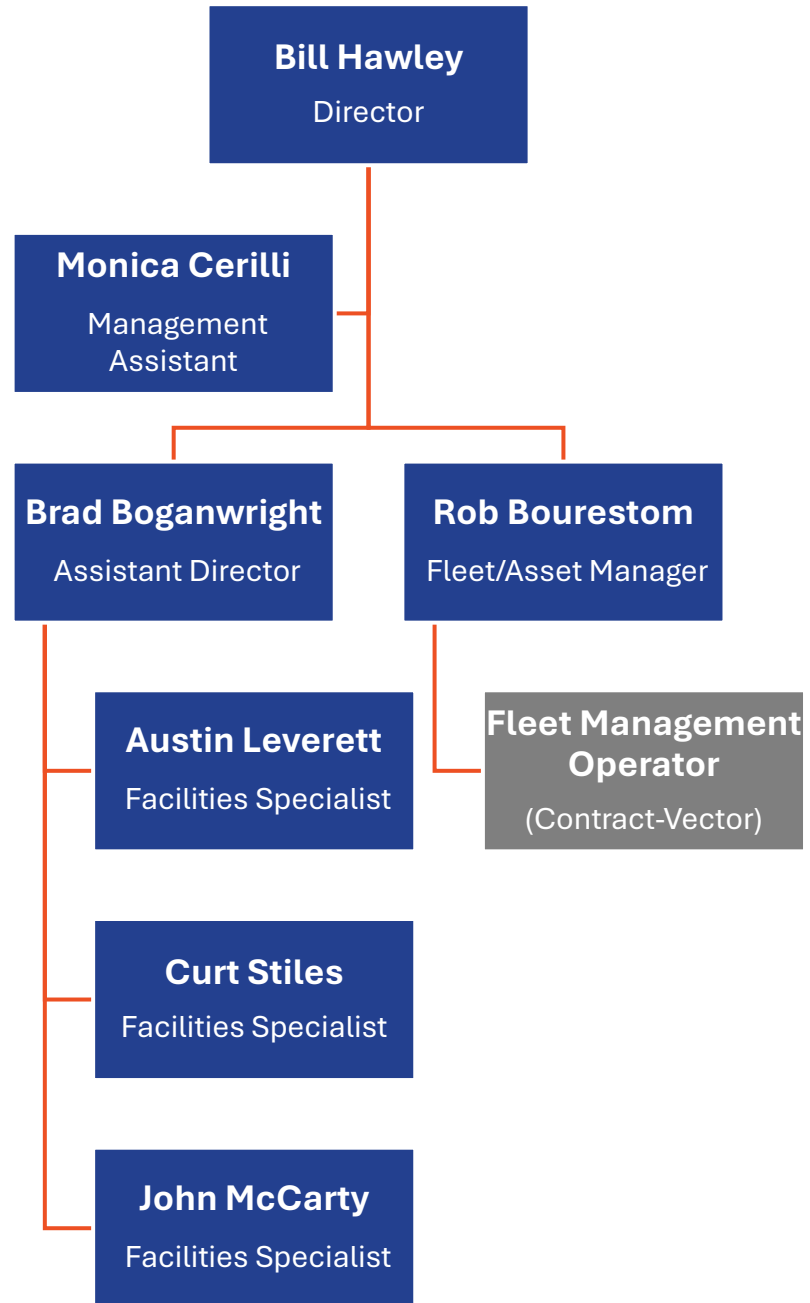 Bill Hawley
Director
Monica Cerilli
Management
Assistant
Brad Boganwright
Assistant Director
Rob Bourestom
Fleet/Asset Manager
Austin Leverett
Facilities Specialist
Fleet Management
Operator
(Contract-Vector)
Curt Stiles
Facilities Specialist
John McCarty
Facilities Specialist